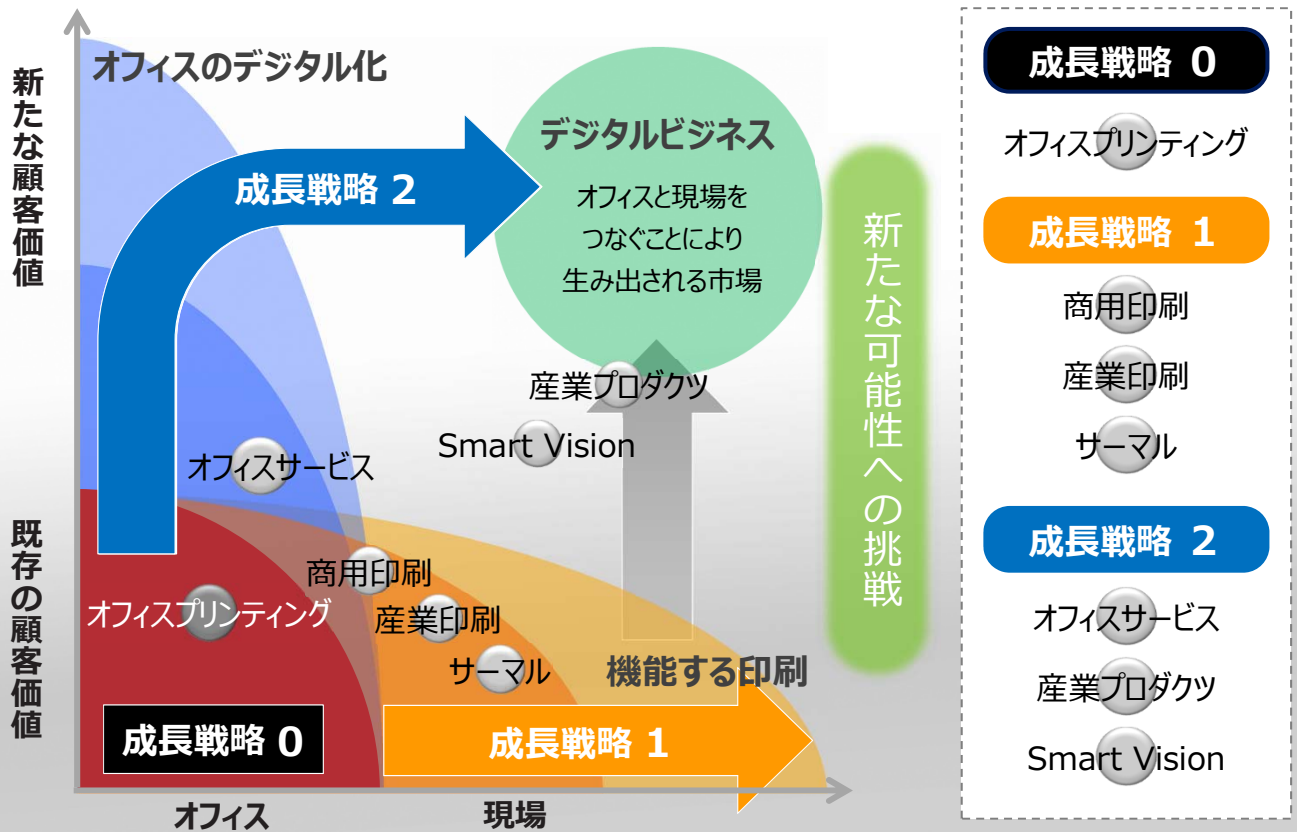 新たな顧客価値
既存の顧客価値
オフィスのデジタル化
成長戦略 2
デジタルビジネス
オフィスと現場を
つなぐことにより
生み出される市場
産業プロダクツ
Smart Vision
オフィスサービス
商用印刷
オフィスプリンティング
産業印刷
サーマル
機能する印刷
成長戦略 0
成長戦略 1
オフィス
現場
新たな可能性への挑戦
成長戦略 0
オフィスプリンティング
成長戦略 1
商用印刷
産業印刷
サーマル
成長戦略 2
オフィスサービス
産業プロダクツ
Smart Vision